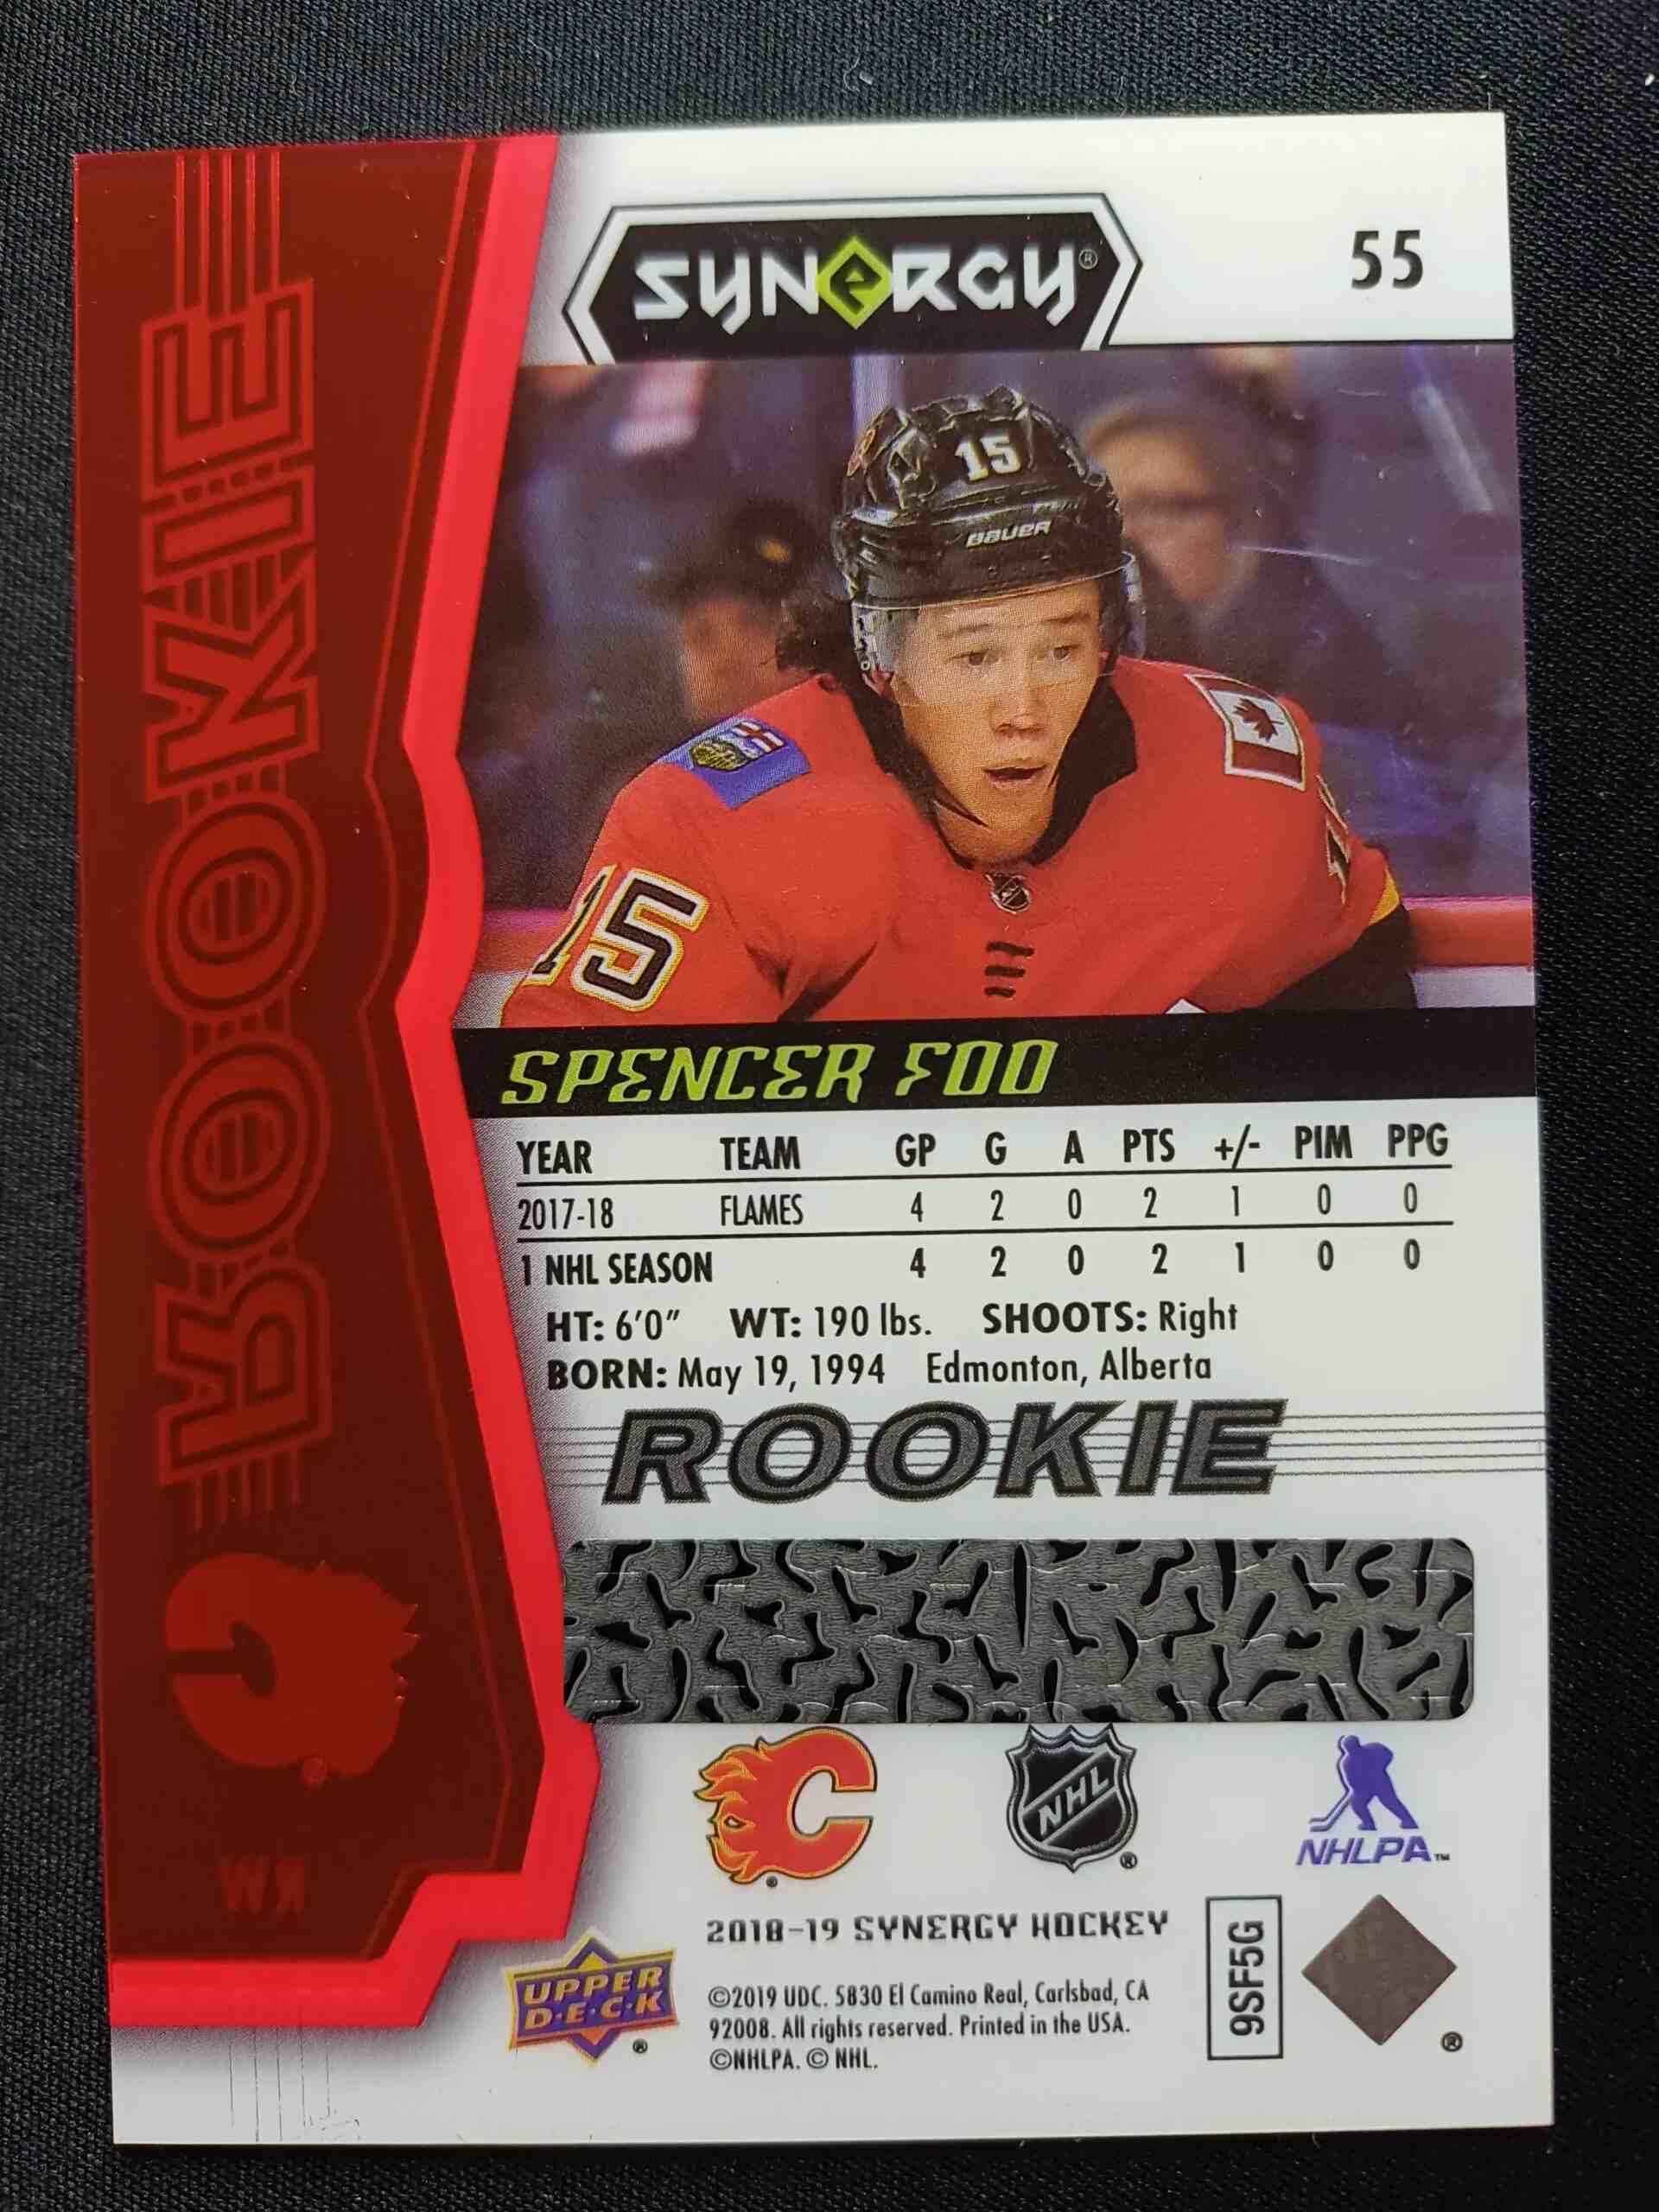 SYNERGY®
55
ROOKIE
15
BAUER
15
SPENCER FOO
YEAR TEAM GP G A PTS +/- PIM PPG
2017-18 FLAMES 4 2 0 2 1 0 0
1 NHL SEASON 4 2 0 2 1 0 0
HT: 6'0" WT: 190 lbs. SHOOTS: Right
BORN: May 19, 1994 Edmonton, Alberta
ROOKIE
C
®
RW
C
®
NHL
®
NHLPA™
2018-19 SYNERGY HOCKEY
UPPER
D·E·C·K
®
©2019 UDC. 5830 El Camino Real, Carlsbad, CA
92008. All rights reserved. Printed in the USA.
©NHLPA. © NHL.
9SF5G
®